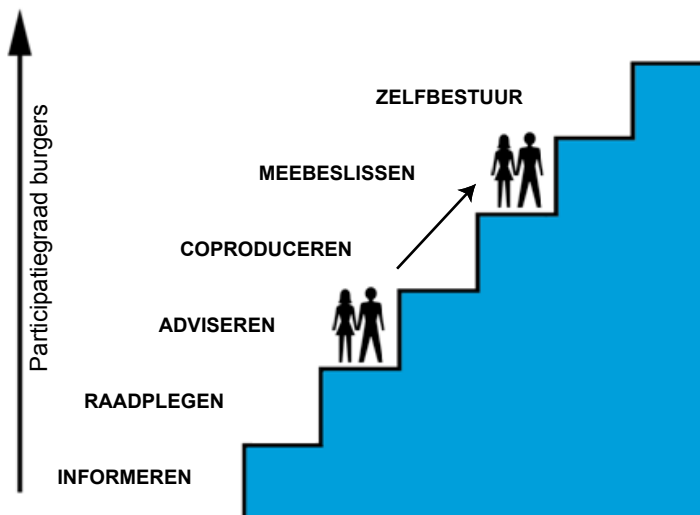 ZELFBESTUUR
MEEBESLISSEN
COPRODUCEREN
ADVISEREN
RAADPLEGEN
INFORMEREN
Participatiegraad burgers